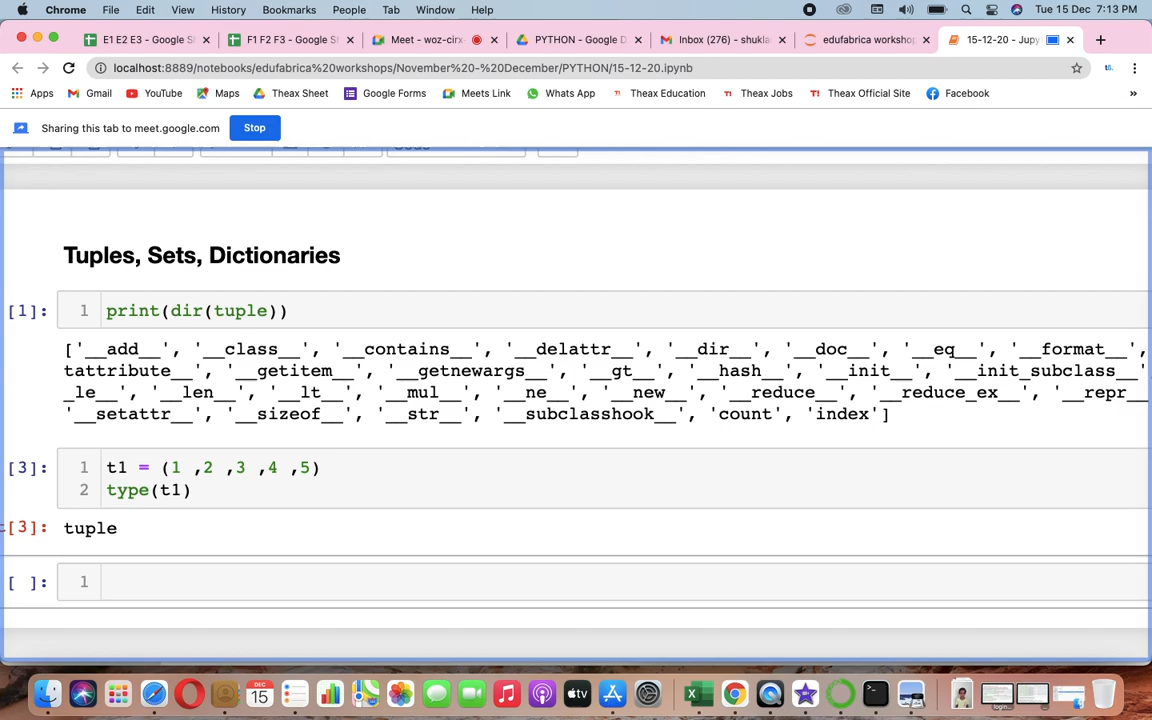 Chrome File Edit View History Bookmarks People Tab Window Help Tue 15 Dec 7:13 PM
E1 E2 E3 - Google S F1 F2 F3 - Google S Meet - woz-cirx- PYTHON - Google D Inbox (276) - shukla edufabrica workshop 15-12-20 - Jupy
localhost:8889/notebooks/edufabrica%20workshops/November%20-%20December/PYTHON/15-12-20.ipynb
Apps Gmail YouTube Maps Theax Sheet Google Forms Meets Link Whats App Theax Education Theax Jobs Theax Official Site Facebook »
Sharing this tab to meet.google.com Stop
Tuples, Sets, Dictionaries
[1]: 1 print(dir(tuple))
['__add__', '__class__', '__contains__', '__delattr__', '__dir__', '__doc__', '__eq__', '__format__',
tattribute__', '__getitem__', '__getnewargs__', '__gt__', '__hash__', '__init__', '__init_subclass__'
_le__', '__len__', '__lt__', '__mul__', '__ne__', '__new__', '__reduce__', '__reduce_ex__', '__repr__
'__setattr__', '__sizeof__', '__str__', '__subclasshook__', 'count', 'index']
[3]: 1 t1 = (1 ,2 ,3 ,4 ,5)
2 type(t1)
t[3]: tuple
[ ]: 1
DEC
15
tv
login